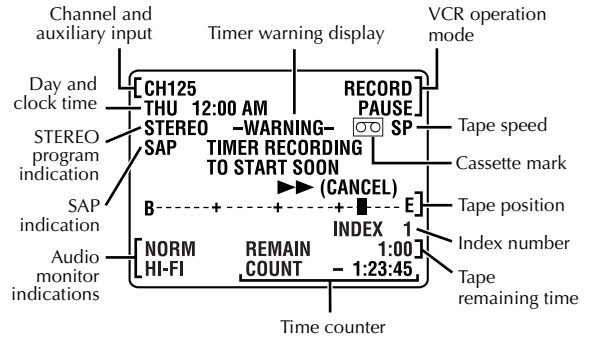 Channel and
auxiliary input
Timer warning display
VCR operation
mode
Day and
clock time
STEREO
program
indication
SAP
indication
Audio
monitor
indications
CH125
RECORD
THU 12:00 AM
PAUSE
STEREO –WARNING– SP
SAP TIMER RECORDING
TO START SOON
►► (CANCEL)
B-----+-----+-----+--█---E
INDEX 1
NORM REMAIN 1:00
HI-FI COUNT – 1:23:45
Tape speed
Cassette mark
Tape position
Index number
Tape
remaining time
Time counter